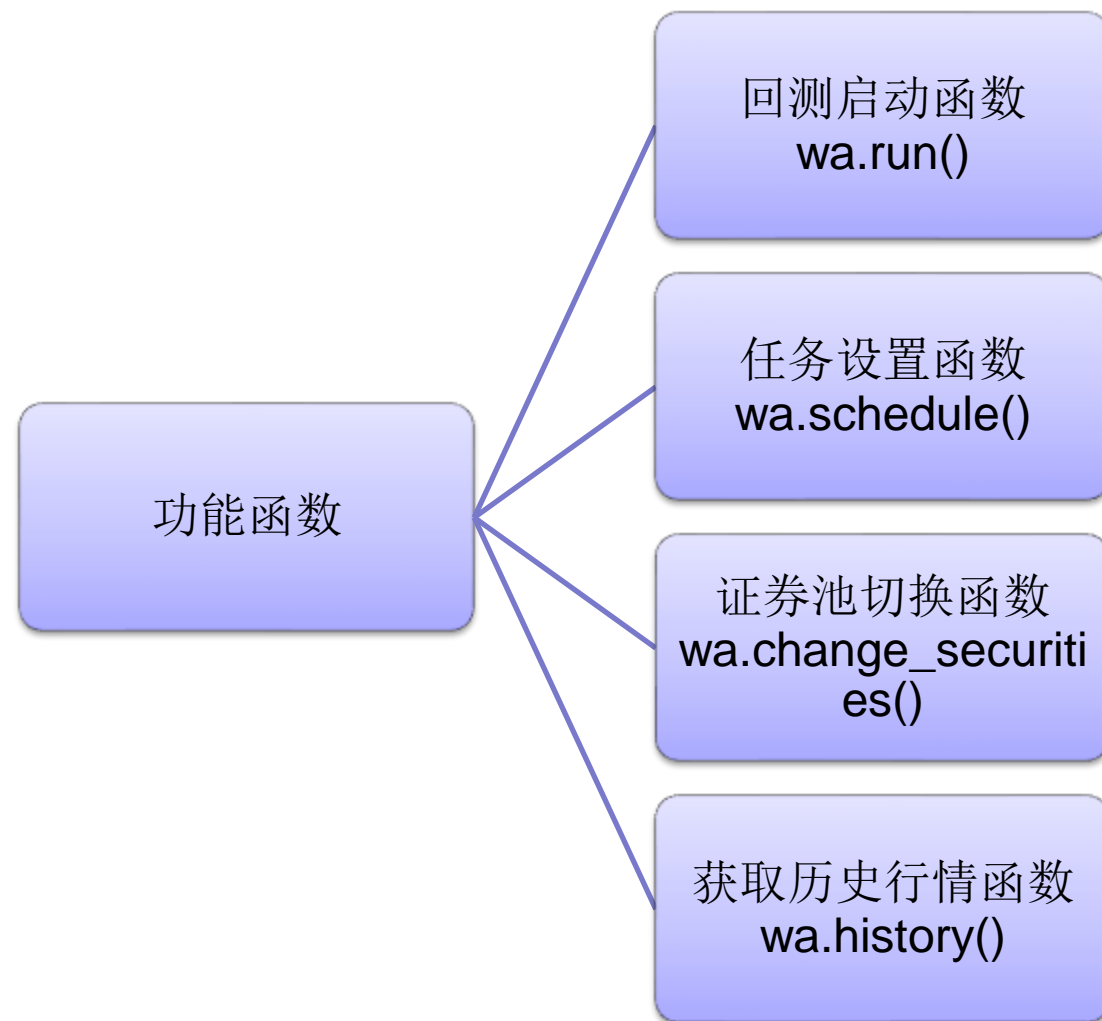 回测启动函数
wa.run()
任务设置函数
wa.schedule()
功能函数
证券池切换函数
wa.change_securiti
es()
获取历史行情函数
wa.history()